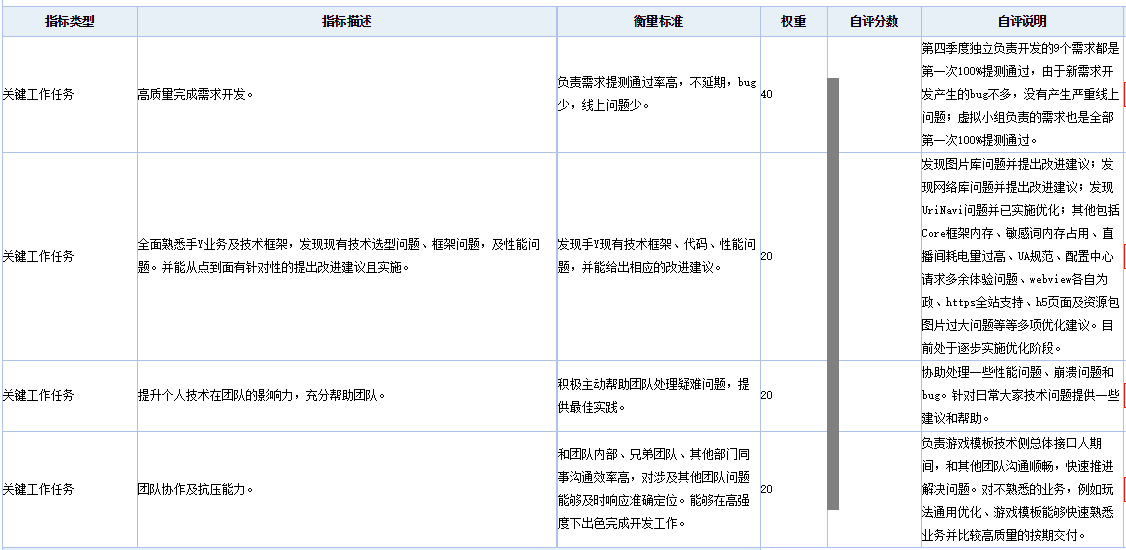 指标类型 指标描述 衡量标准 权重 自评分数 自评说明
关键工作任务
高质量完成需求开发。
负责需求提测通过率高，不延期，bug
少，线上问题少。
40
第四季度独立负责开发的9个需求都是
第一次100%提测通过，由于新需求开
发产生的bug不多，没有产生严重线上
问题；虚拟小组负责的需求也是全部
第一次100%提测通过。
关键工作任务
全面熟悉手Y业务及技术框架，发现现有技术选型问题、框架问题，及性能问
题。并能从点到面有针对性的提出改进建议且实施。
发现手Y现有技术框架、代码、性能问
题，并能给出相应的改进建议。
20
发现图片库问题并提出改进建议；发
现网络库问题并提出改进建议；发现
UriNavi问题并已实施优化；其他包括
Core框架内存、敏感词内存占用、直
播间耗电量过高、UA规范、配置中心
请求多余体验问题、webview各自为
政、https全站支持、h5页面及资源包
图片过大问题等等多项优化建议。目
前处于逐步实施优化阶段。
关键工作任务
提升个人技术在团队的影响力，充分帮助团队。
积极主动帮助团队处理疑难问题，提
供最佳实践。
20
协助处理一些性能问题、崩溃问题和
bug。针对日常大家技术问题提供一些
建议和帮助。
关键工作任务
团队协作及抗压能力。
和团队内部、兄弟团队、其他部门同
事沟通效率高，对涉及其他团队问题
能够及时响应准确定位。能够在高强
度下出色完成开发工作。
20
负责游戏模板技术侧总体接口人期
间，和其他团队沟通顺畅，快速推进
解决问题。对不熟悉的业务，例如玩
法通用优化、游戏模板能够快速熟悉
业务并比较高质量的按期交付。